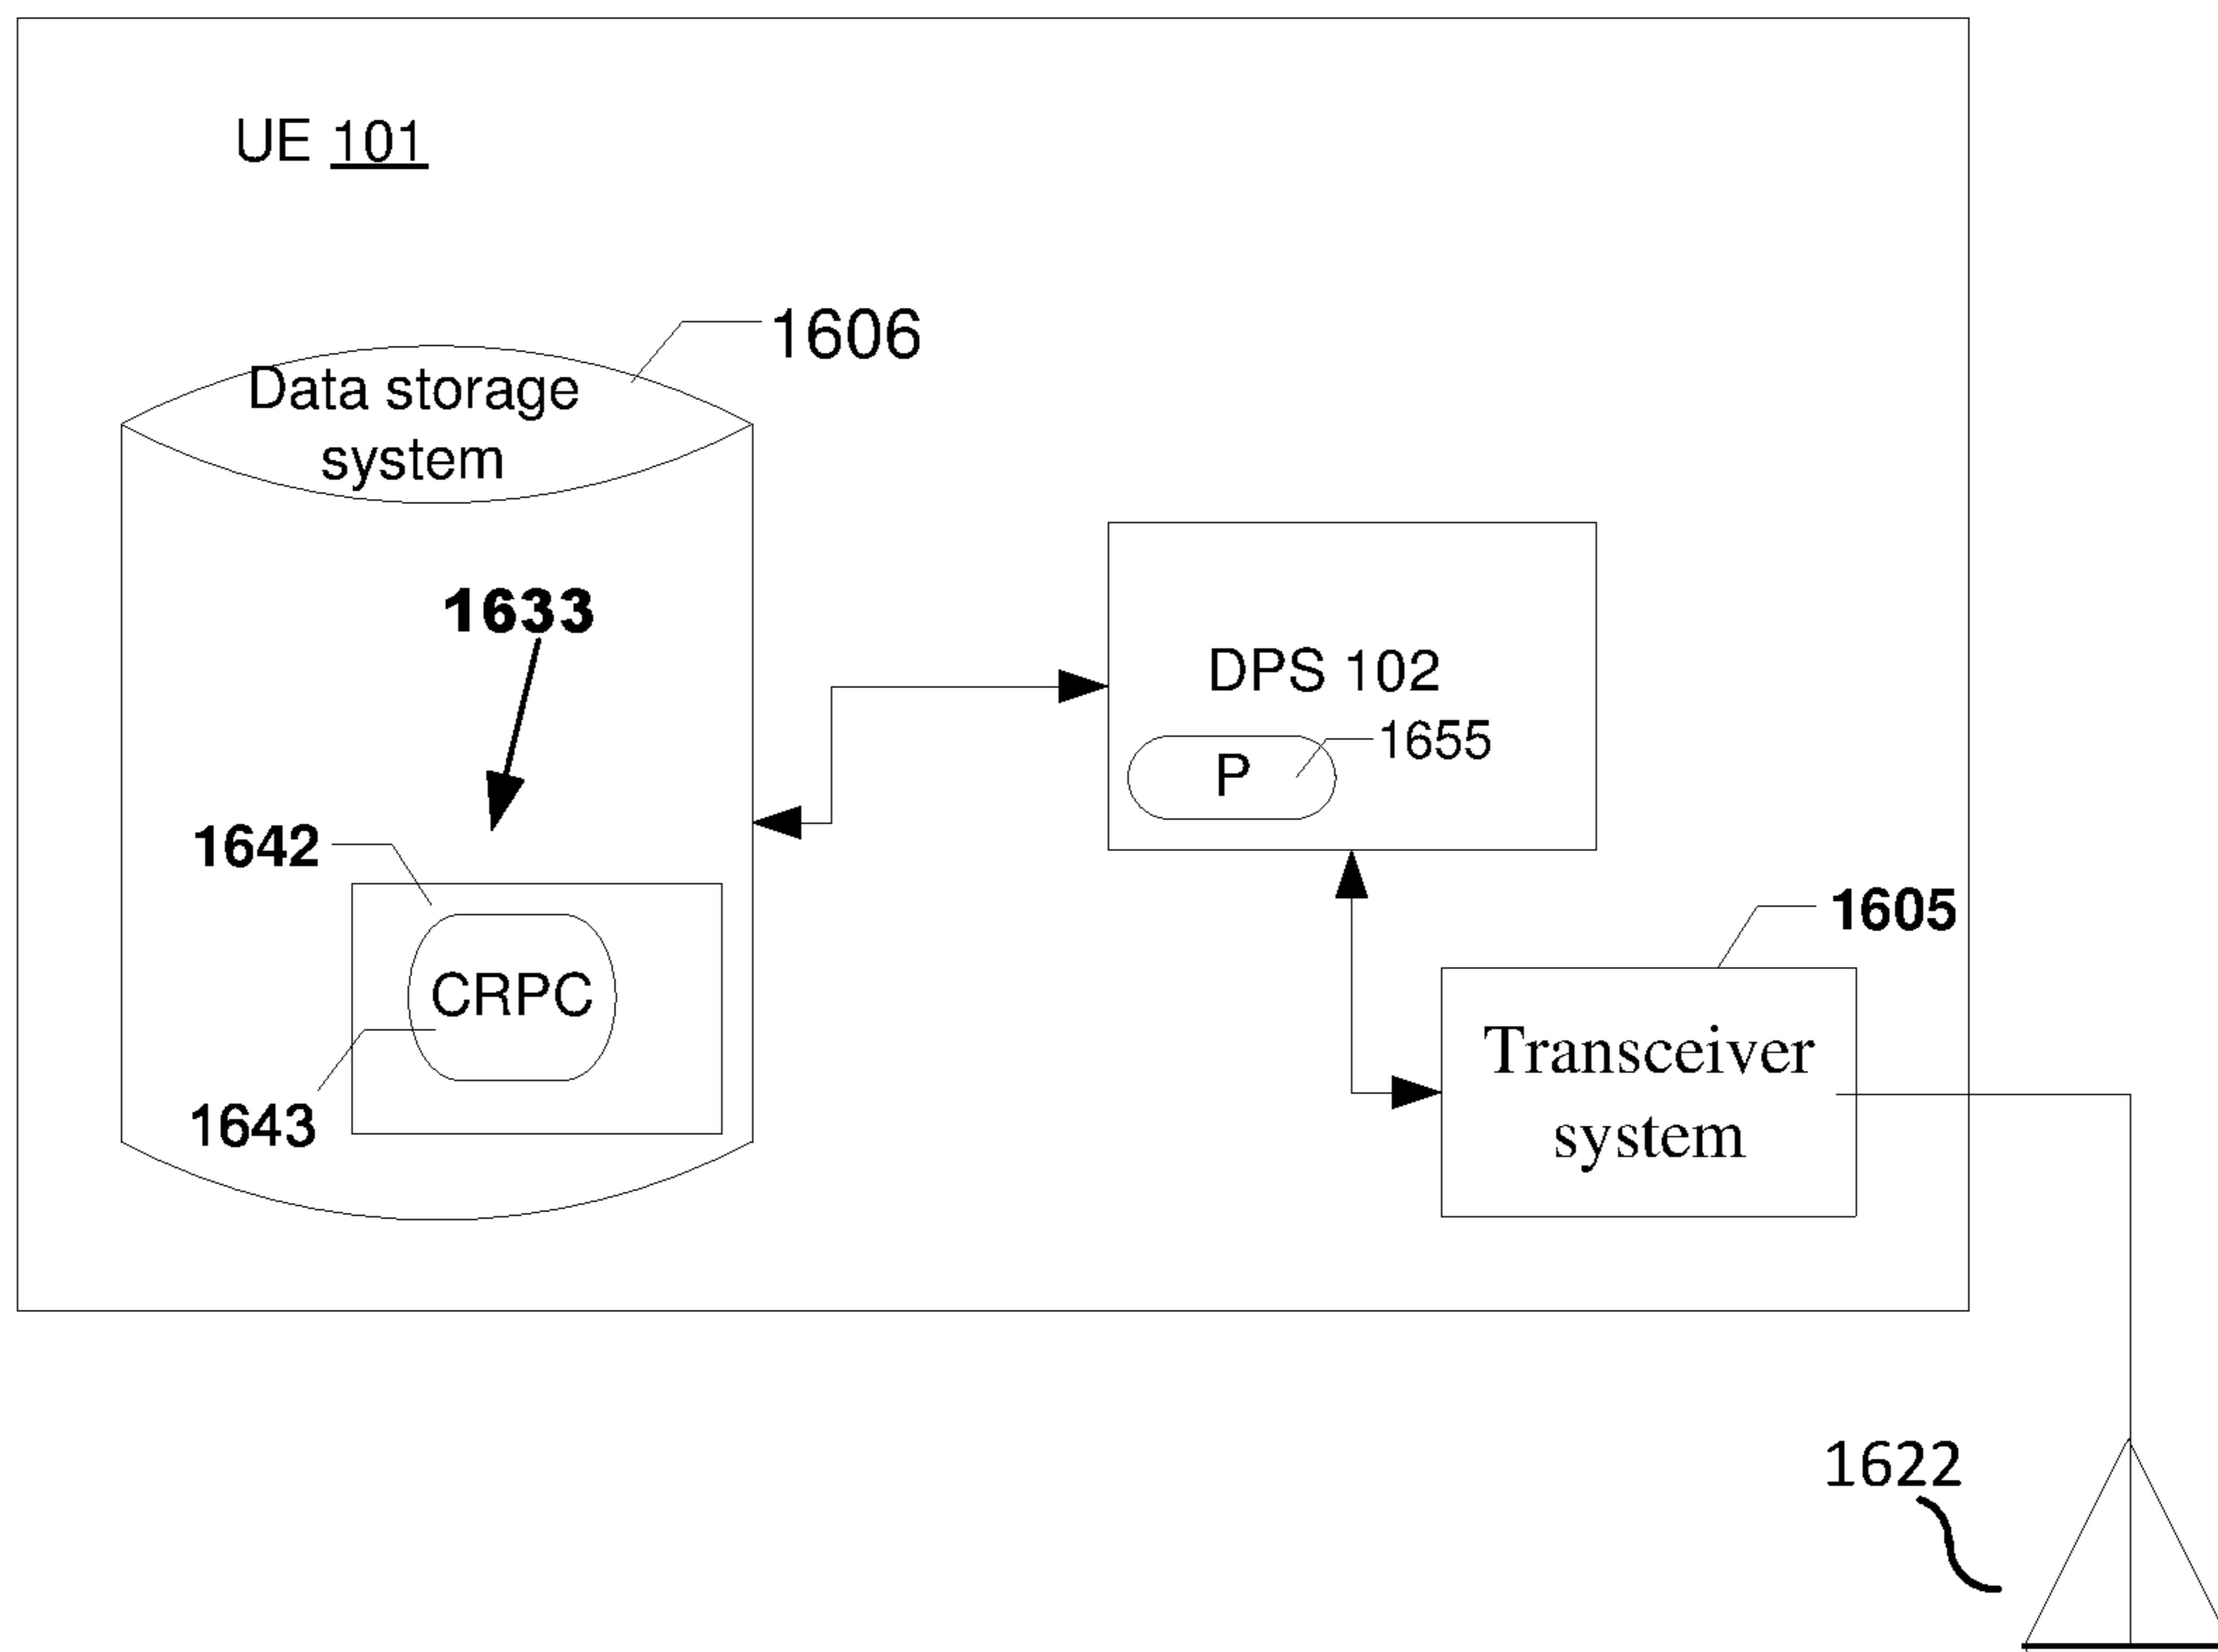 UE 101
1606
Data storage
system
1633
DPS 102
1655
P
1642
1605
CRPC
Transceiver
system
1643
1622